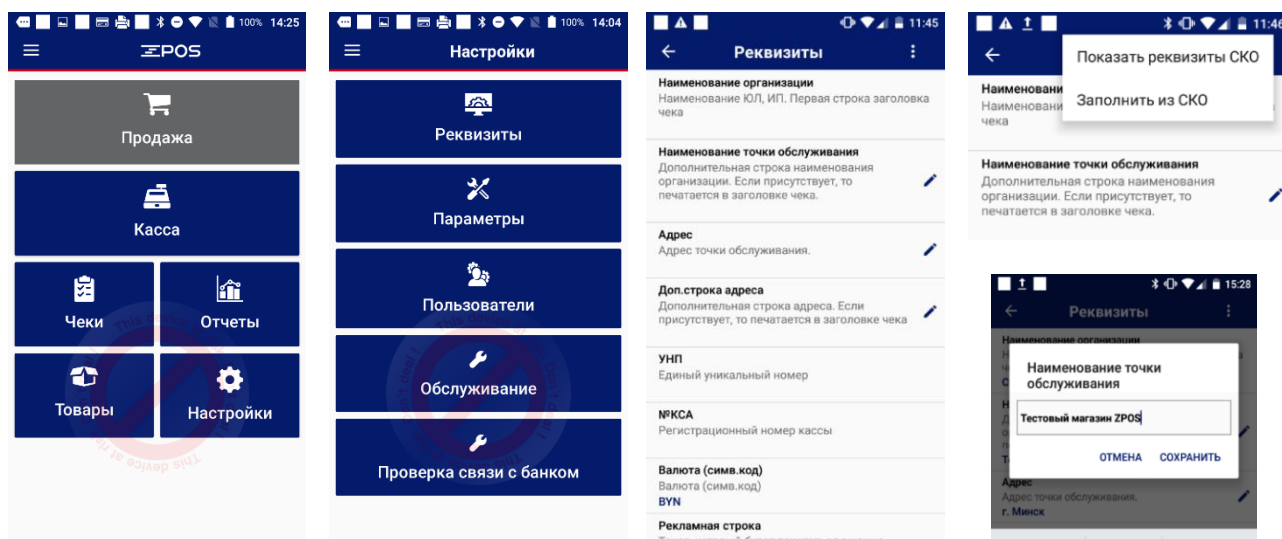 100% 14:25
ZPOS
Продажа
Касса
Чеки
Отчеты
Товары
Настройки
100% 14:04
Настройки
Реквизиты
Параметры
Пользователи
Обслуживание
Проверка связи с банком
11:45
Реквизиты
Наименование организации
Наименование ЮЛ, ИП. Первая строка заголовка
чека
Наименование точки обслуживания
Дополнительная строка наименования
организации. Если присутствует, то
печатается в заголовке чека.
Адрес
Адрес точки обслуживания.
Доп.строка адреса
Дополнительная строка адреса. Если
присутствует, то печатается в заголовке чека
УНП
Единый уникальный номер
№КСА
Регистрационный номер кассы
Валюта (симв.код)
Валюта (симв.код)
BYN
Рекламная строка
11:46
Показать реквизиты СКО
Заполнить из СКО
Наименовани
Наименовани
чека
Наименование точки обслуживания
Дополнительная строка наименования
организации. Если присутствует, то
печатается в заголовке чека.
15:28
Реквизиты
Наименование организации
Наименование точки
обслуживания
Тестовый магазин ZPOS
ОТМЕНА СОХРАНИТЬ
Адрес
Адрес точки обслуживания.
г. Минск